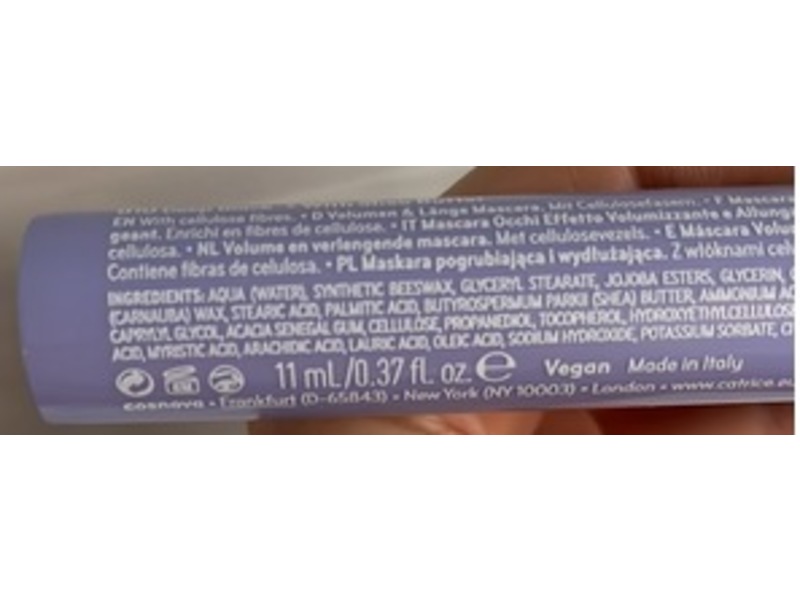 EN With cellulose fibres. • D Volumen & Länge Mascara. Mit Cellulosefasern. • F Mascara
geant. Enrichi en fibres de cellulose. • IT Mascara Occhi Effetto Volumizzante e Allung
cellulosa. • NL Volume en verlengende mascara. Met cellulosevezels. • E Máscara Volu
Contiene fibras de celulosa. • PL Maskara pogrubiająca i wydłużająca. Z włóknami celu
INGREDIENTS: AQUA (WATER), SYNTHETIC BEESWAX, GLYCERYL STEARATE, JOJOBA ESTERS, GLYCERIN,
(CARNAUBA) WAX, STEARIC ACID, PALMITIC ACID, BUTYROSPERMUM PARKII (SHEA) BUTTER, AMMONIUM
CAPRYLYL GLYCOL, ACACIA SENEGAL GUM, CELLULOSE, PROPANEDIOL, TOCOPHEROL, HYDROXYETHYLCELLULOSE
ACID, MYRISTIC ACID, ARACHIDIC ACID, LAURIC ACID, OLEIC ACID, SODIUM HYDROXIDE, POTASSIUM SORBATE,
11 mL/0.37 fl. oz. ℮ Vegan Made in Italy
cosnova • Frankfurt (D-65843) • New York (NY 10003) • London • www.catrice.eu